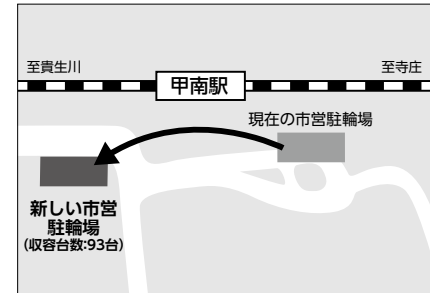 至貴生川
至寺庄
甲南駅
現在の市営駐輪場
新しい市営
駐輪場
(収容台数:93台)